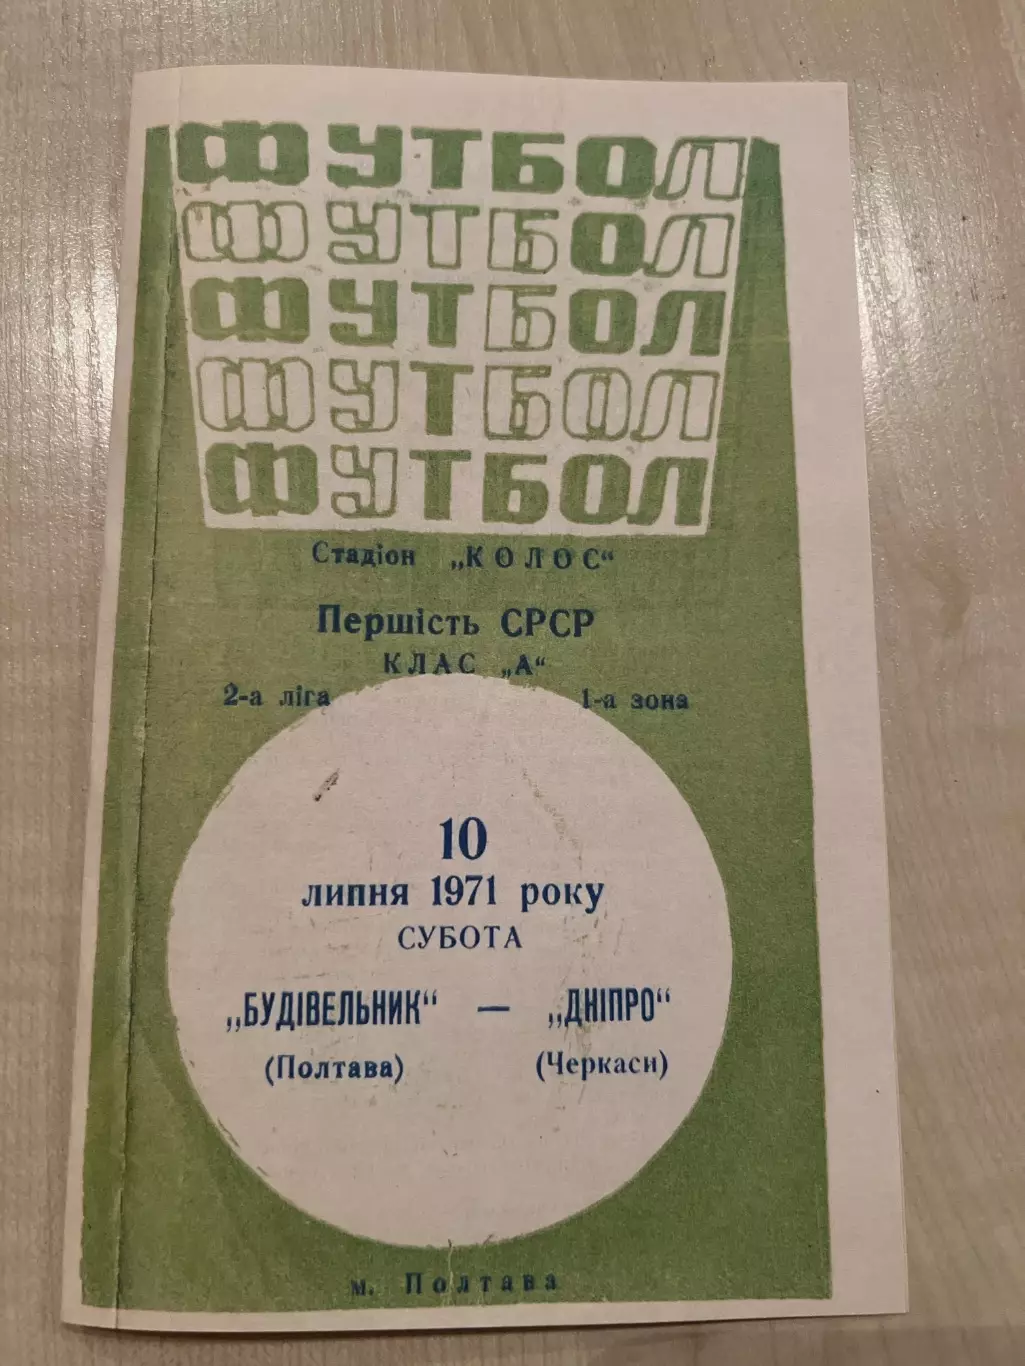 ФУТБОЛ
ФУТБОЛ
ФУТБОЛ
ФУТБОЛ
ФУТБОЛ
Стадіон „КОЛОС“
Першість СРСР
КЛАС „А“
2-а ліга 1-а зона
10
липня 1971 року
СУБОТА
„БУДІВЕЛЬНИК“ — „ДНІПРО“
(Полтава) (Черкаси)
м. Полтава